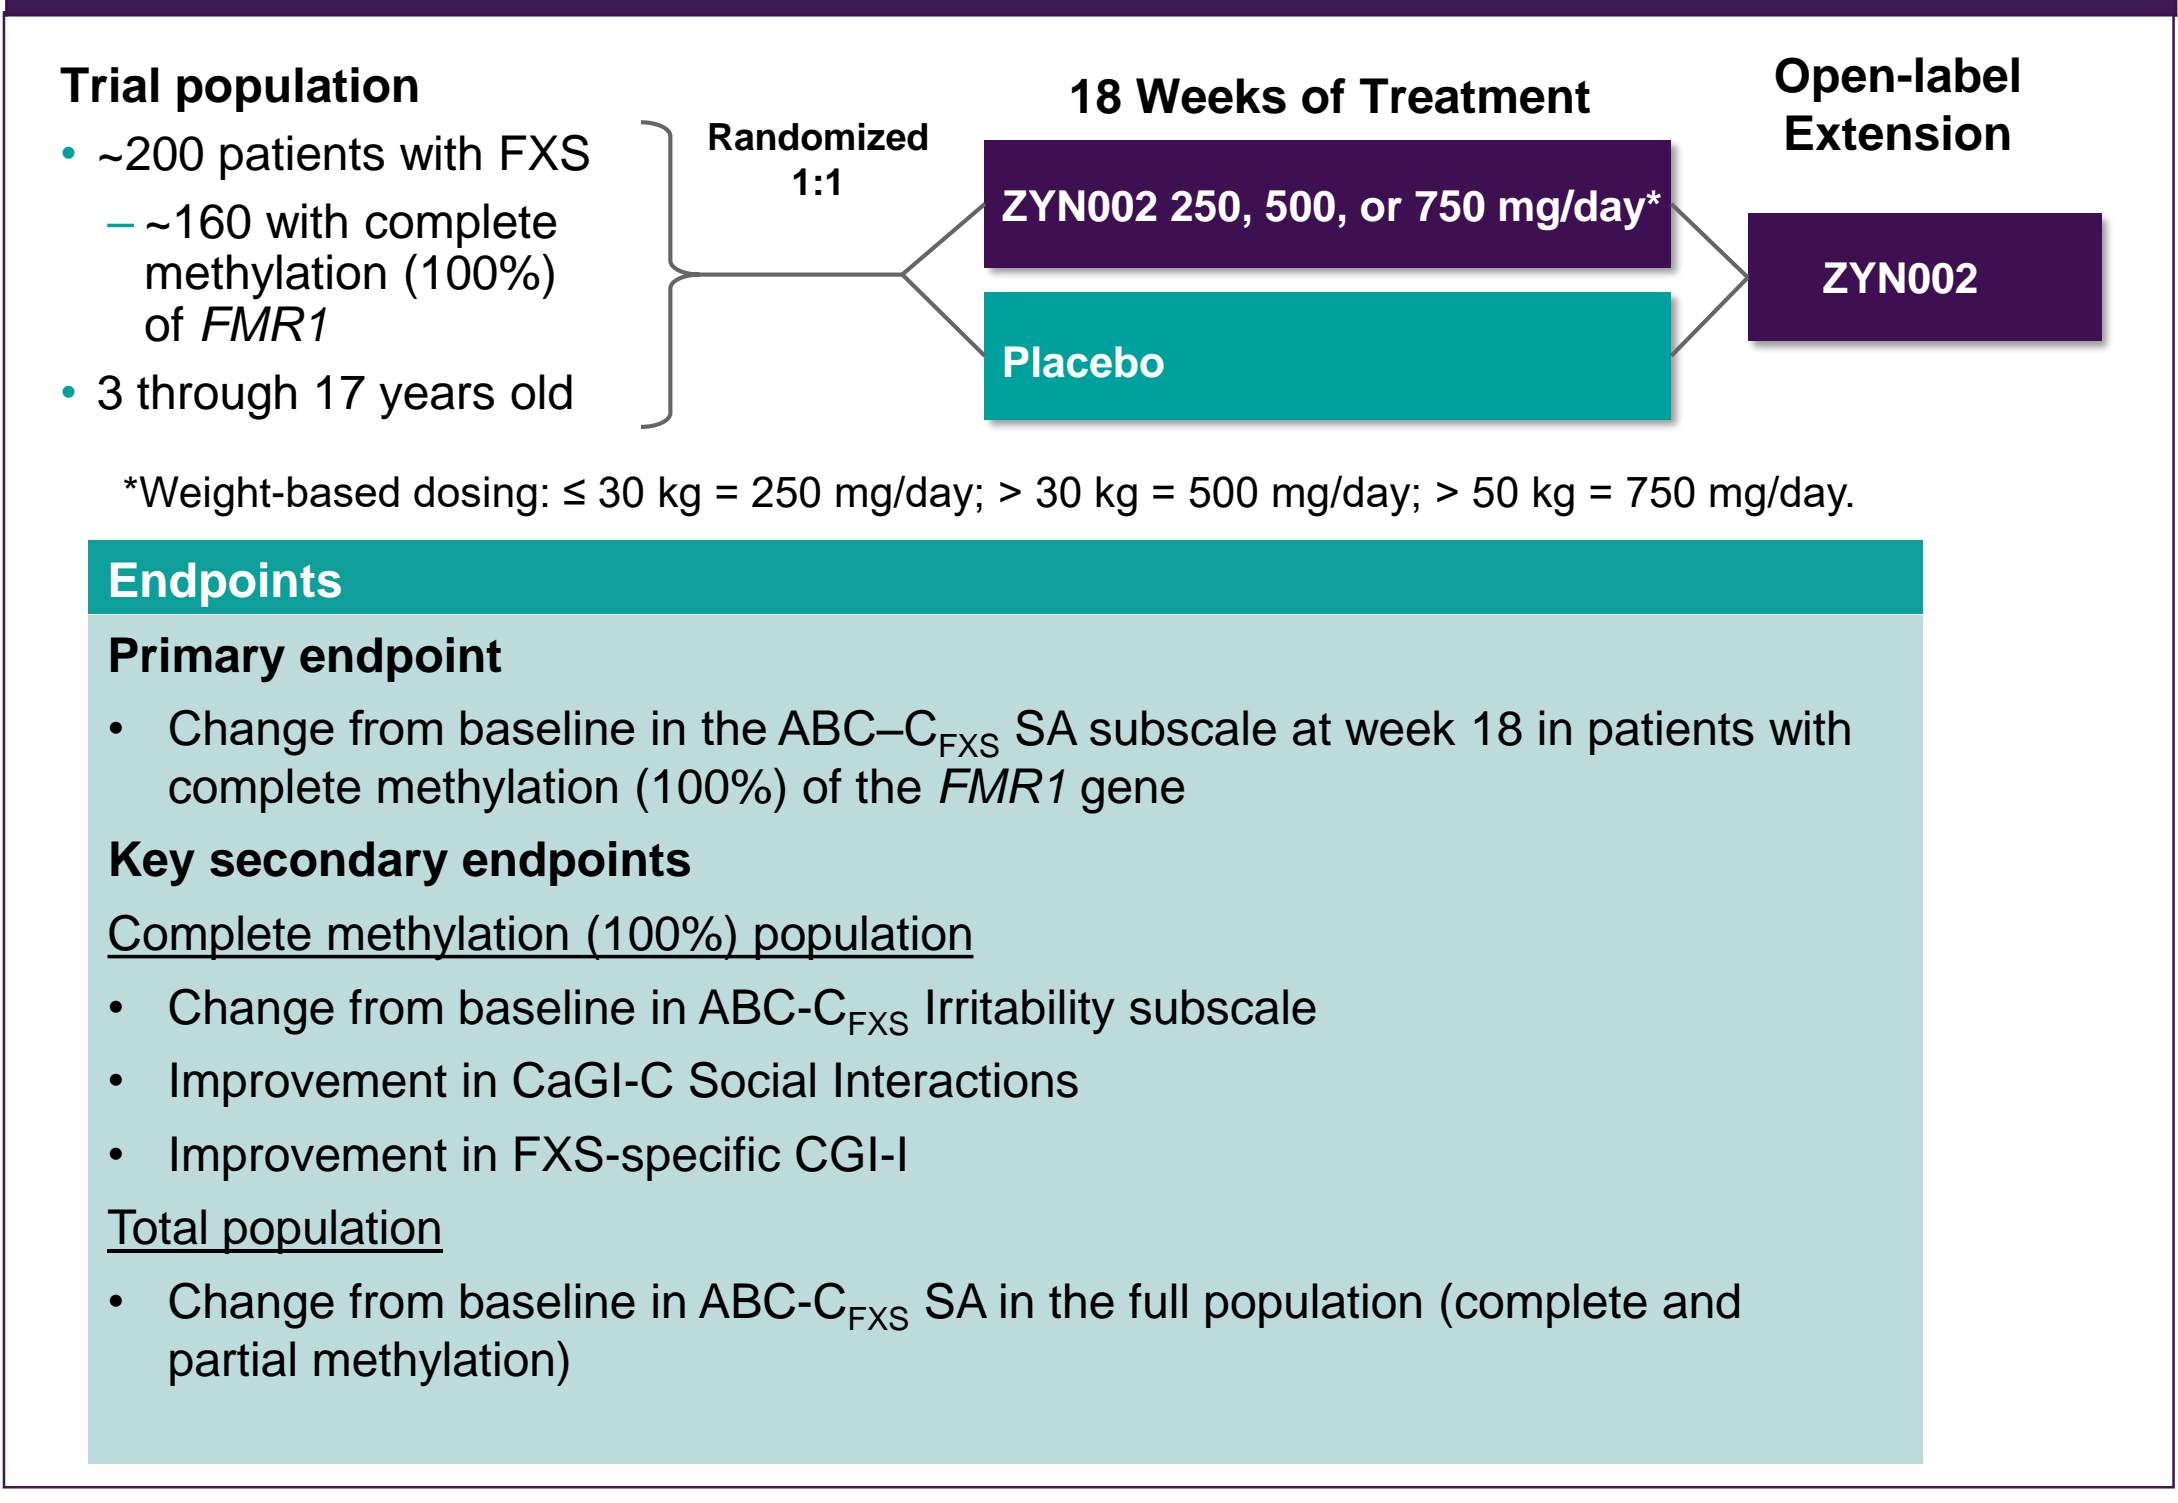 Trial population
• ~200 patients with FXS
– ~160 with complete
methylation (100%)
of FMR1
• 3 through 17 years old
Randomized
1:1
18 Weeks of Treatment
ZYN002 250, 500, or 750 mg/day*
Placebo
Open-label
Extension
ZYN002
*Weight-based dosing: ≤ 30 kg = 250 mg/day; > 30 kg = 500 mg/day; > 50 kg = 750 mg/day.
Endpoints
Primary endpoint
• Change from baseline in the ABC–CFXS SA subscale at week 18 in patients with
complete methylation (100%) of the FMR1 gene
Key secondary endpoints
Complete methylation (100%) population
• Change from baseline in ABC-CFXS Irritability subscale
• Improvement in CaGI-C Social Interactions
• Improvement in FXS-specific CGI-I
Total population
• Change from baseline in ABC-CFXS SA in the full population (complete and
partial methylation)